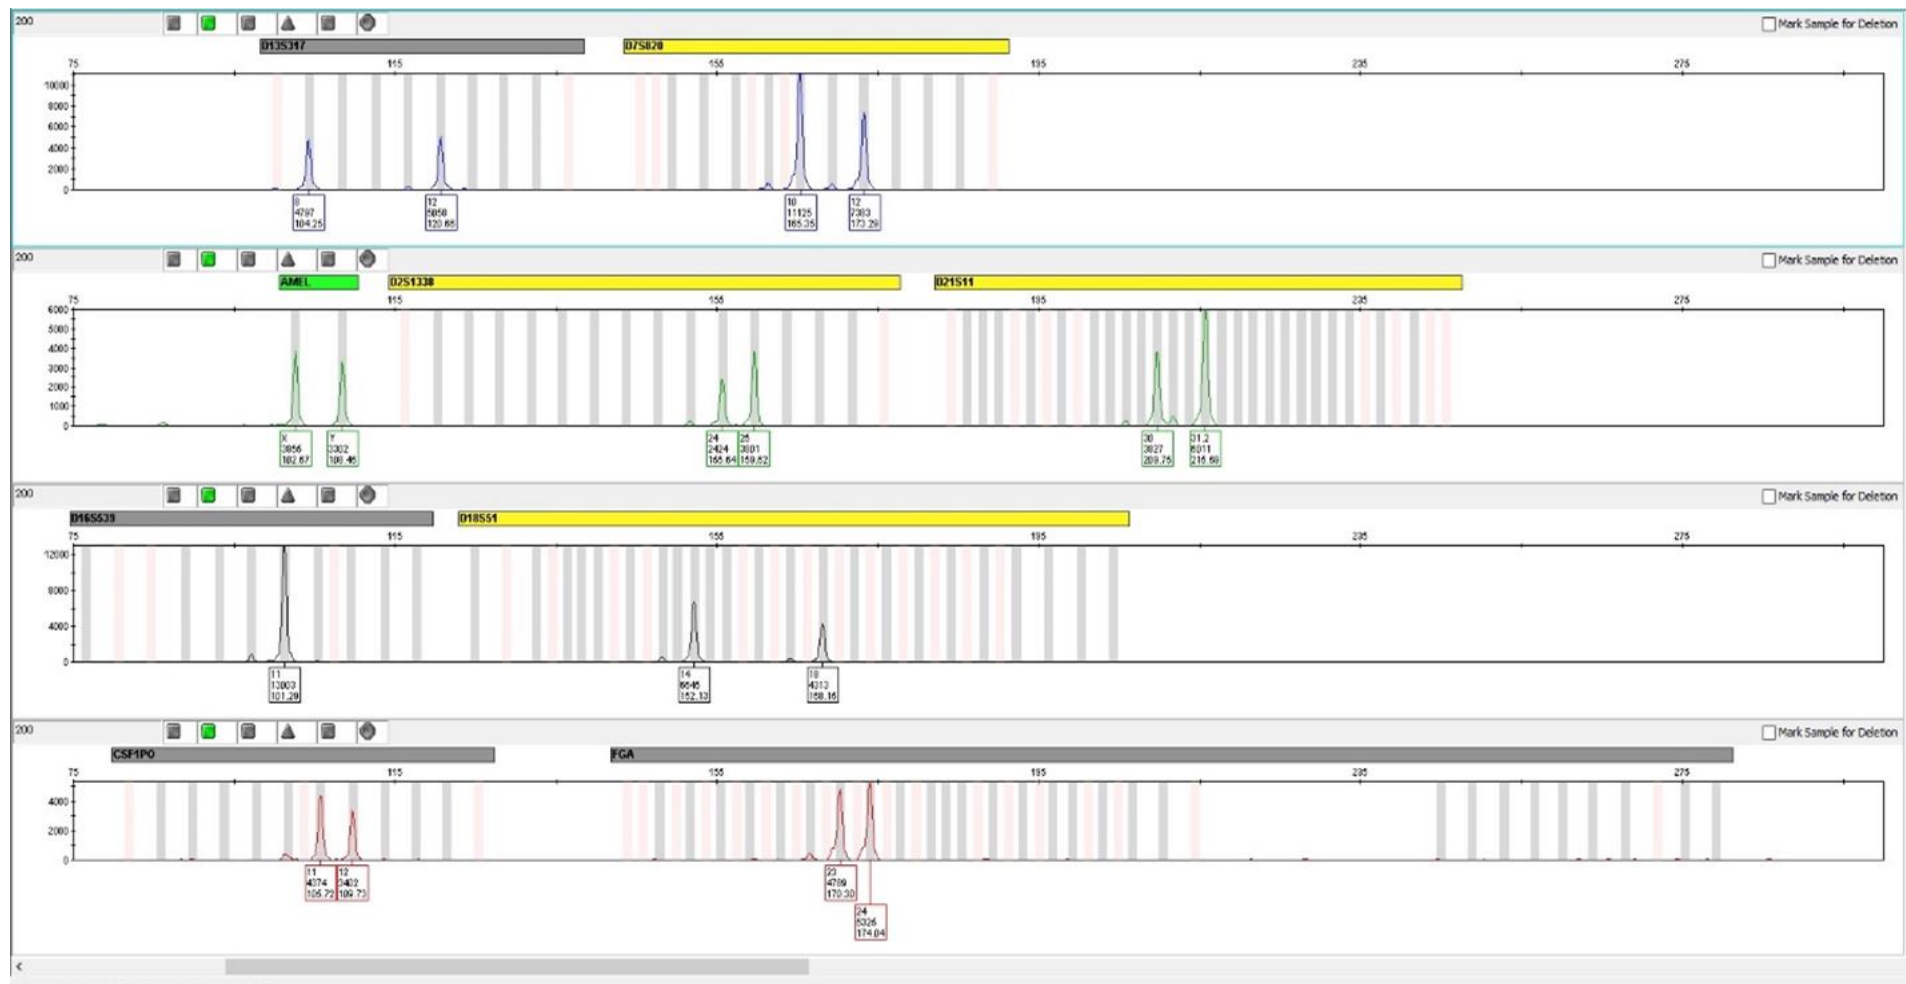 200 Mark Sample for Deletion
D13S317 D7S820
75 115 155 195 235 275
10000
8000
6000
4000
2000
0
8 12 10 12
4797 5058 11125 7383
104.25 120.66 165.35 173.29
200 Mark Sample for Deletion
AMEL D2S1338 D21S11
75 115 155 195 235 275
6000
5000
4000
3000
2000
1000
0
X Y 24 25 30 31.2
3856 3302 2424 3801 3827 6011
102.67 108.46 155.64 159.62 209.75 215.68
200 Mark Sample for Deletion
D16S539 D18S51
75 115 155 195 235 275
12000
8000
4000
0
11 14 18
13003 4313
101.29 152.13 168.16
200 Mark Sample for Deletion
CSF1PO FGA
75 115 155 195 235 275
4000
2000
0
11 12 23
4374 4789
105.72 109.73 170.30
24
5326
174.04